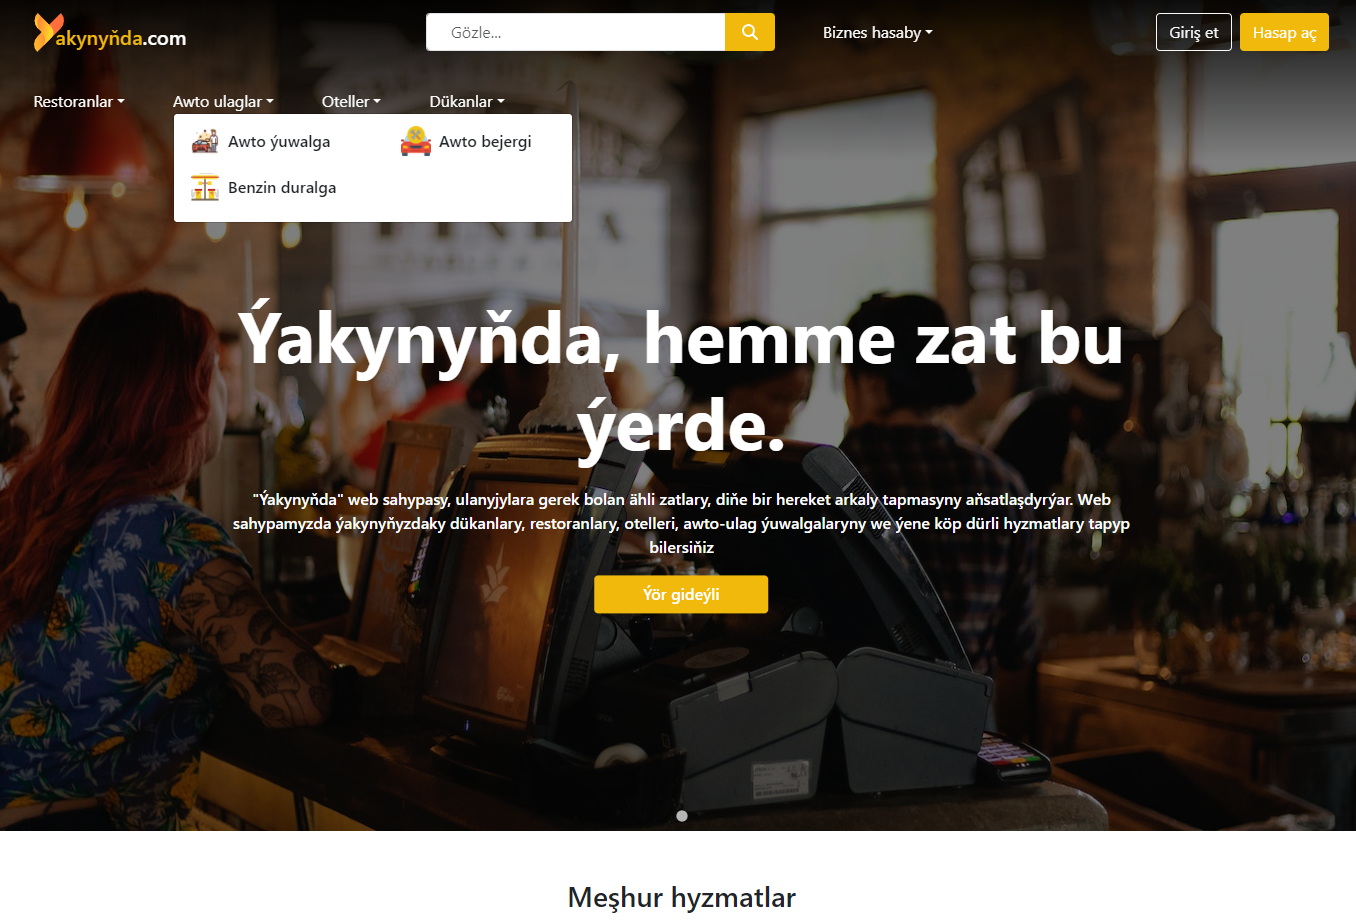 Yakynyňda.com
Gözle...
Biznes hasaby
Giriş et
Hasap aç
Restoranlar
Awto ulaglar
Oteller
Dükanlar
Awto ýuwalga
Awto bejergi
Benzin duralga
Ýakynyňda, hemme zat bu
ýerde.
"Ýakynyňda" web sahypasy, ulanyjylara gerek bolan ähli zatlary, diňe bir hereket arkaly tapmasyny aňsatlaşdyrýar. Web
sahypamyzda ýakynyňyzdaky dükanlary, restoranlary, otelleri, awto-ulag ýuwalgalaryny we ýene köp dürli hyzmatlary tapyp
bilersiňiz
Ýör gideýli
Meşhur hyzmatlar